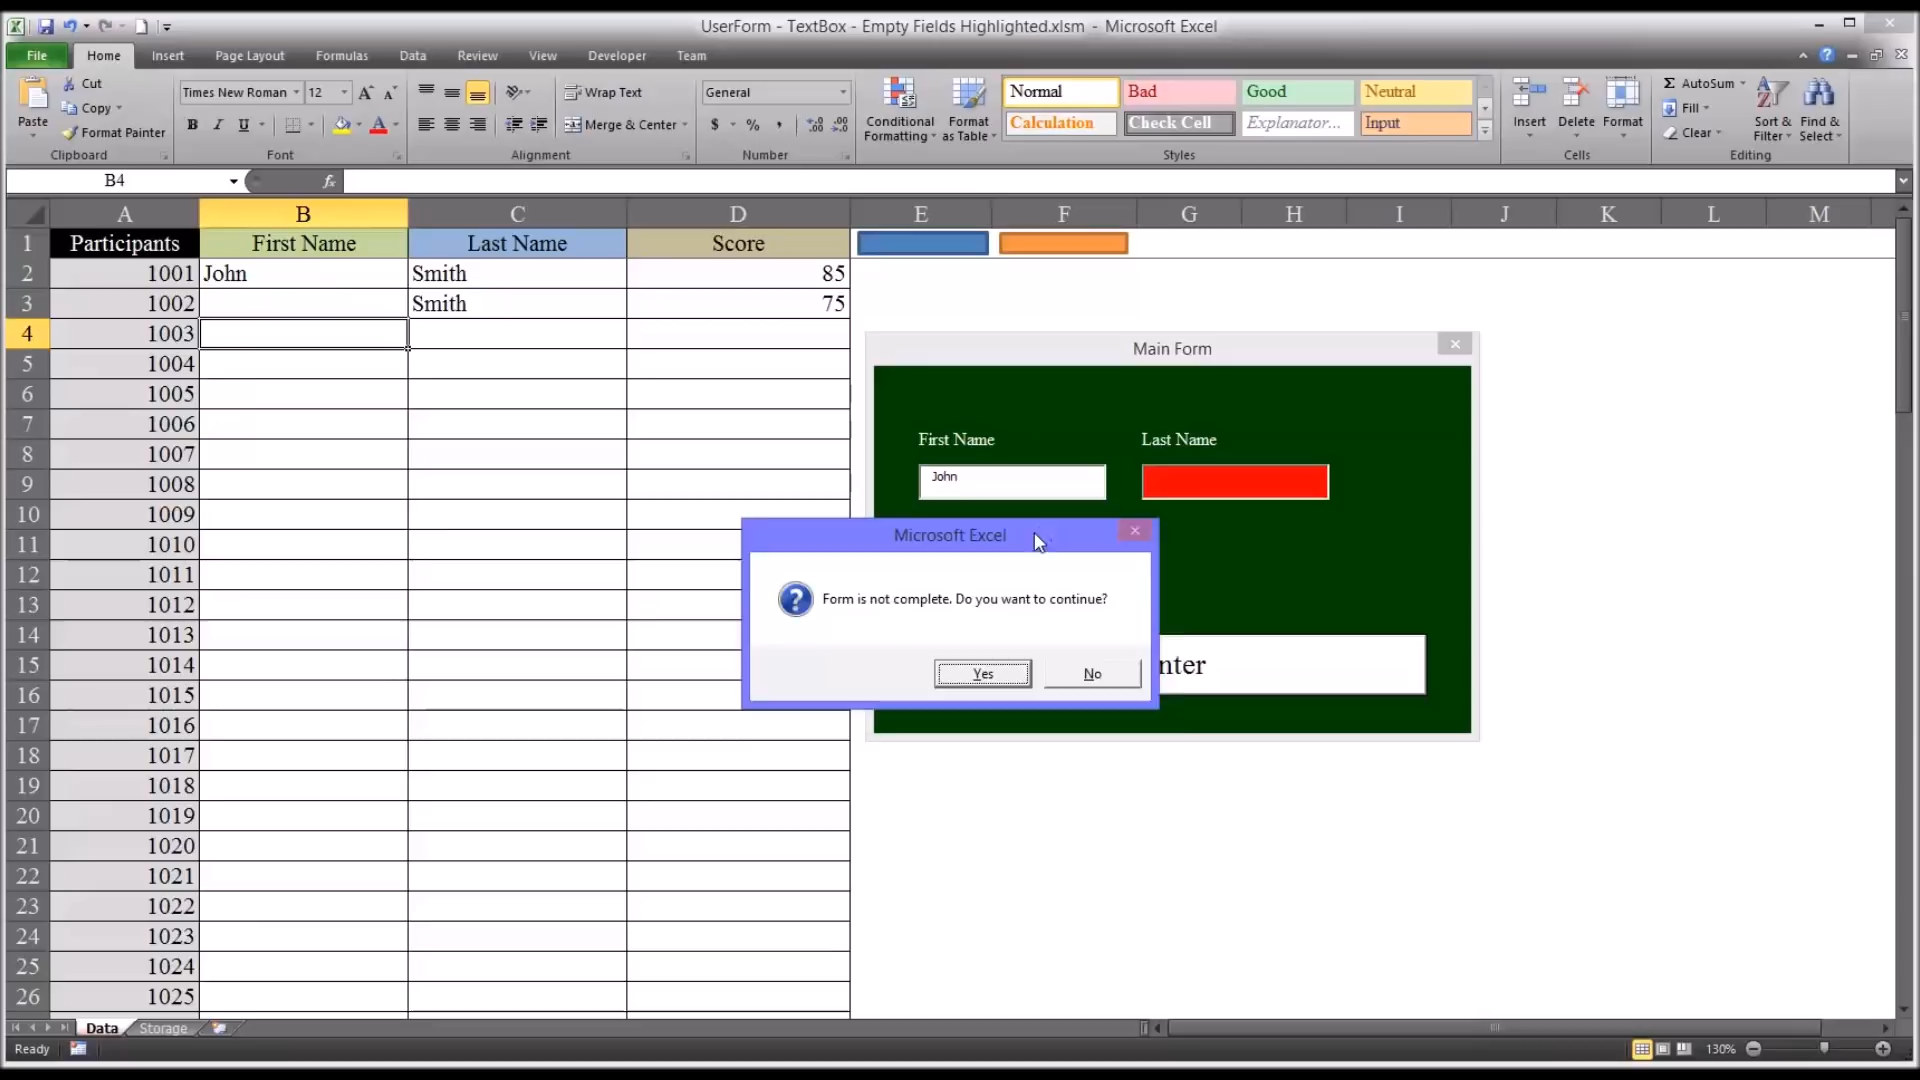 UserForm - TextBox - Empty Fields Highlighted.xlsm - Microsoft Excel
File Home Insert Page Layout Formulas Data Review View Developer Team
Paste Cut Copy Format Painter
Clipboard
Times New Roman 12
B I U
Font
Wrap Text
Merge & Center
Alignment
General
$ % ,
Number
Conditional Formatting Format as Table
Normal Bad Good Neutral
Calculation Check Cell Explanator... Input
Styles
Insert Delete Format
Cells
Σ AutoSum
Fill
Clear
Sort & Filter Find & Select
Editing
B4 fx
A B C D E F G H I J K L M
1 Participants First Name Last Name Score
2 1001 John Smith 85
3 1002 Smith 75
4 1003
5 1004
6 1005
7 1006
8 1007
9 1008
10 1009
11 1010
12 1011
13 1012
14 1013
15 1014
16 1015
17 1016
18 1017
19 1018
20 1019
21 1020
22 1021
23 1022
24 1023
25 1024
26 1025
Main Form
First Name Last Name
John
nter
Microsoft Excel
Form is not complete. Do you want to continue?
Yes No
Data Storage
Ready 130%